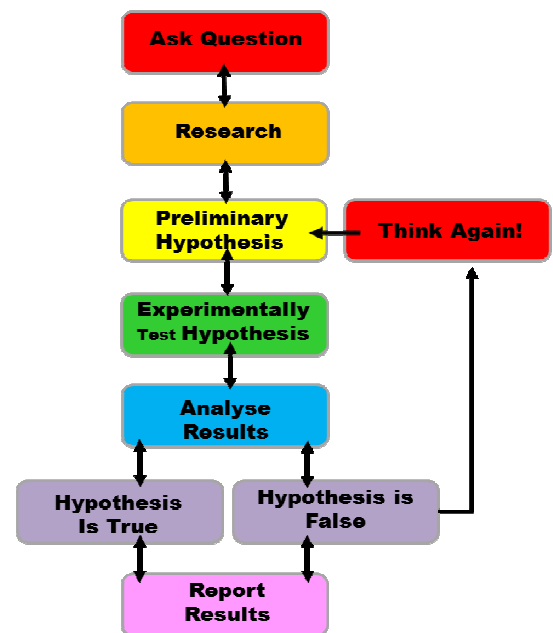 Ask Question
Research
Preliminary
Hypothesis
Think Again!
Experimentally
Test Hypothesis
Analyse
Results
Hypothesis
Is True
Hypothesis is
False
Report
Results